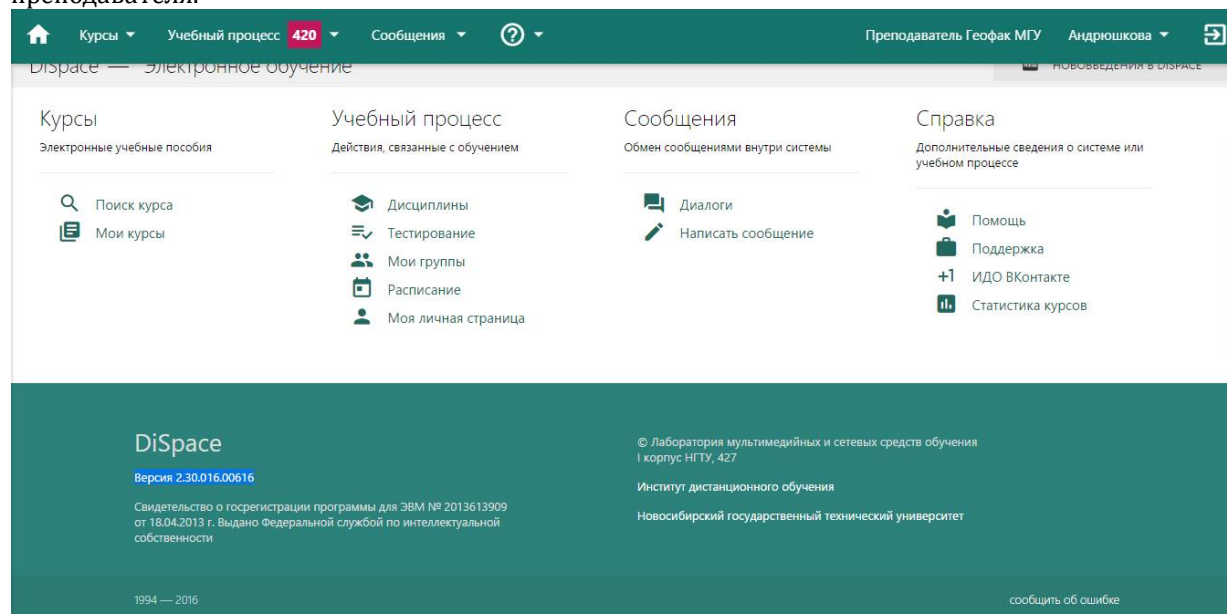 преподавателя.
Курсы Учебный процесс 420 Сообщения Преподаватель Геофак МГУ Андрюшкова
DiSpace — Электронное обучение НОВОВВЕДЕНИЯ В DISPACE
Курсы
Электронные учебные пособия
Поиск курса
Мои курсы
Учебный процесс
Действия, связанные с обучением
Дисциплины
Тестирование
Мои группы
Расписание
Моя личная страница
Сообщения
Обмен сообщениями внутри системы
Диалоги
Написать сообщение
Справка
Дополнительные сведения о системе или
учебном процессе
Помощь
Поддержка
+1 ИДО ВКонтакте
Статистика курсов
DiSpace
Версия 2.30.016.00616
Свидетельство о госрегистрации программы для ЭВМ № 2013613909
от 18.04.2013 г. Выдано Федеральной службой по интеллектуальной
собственности
© Лаборатория мультимедийных и сетевых средств обучения
I корпус НГТУ, 427
Институт дистанционного обучения
Новосибирский государственный технический университет
1994 — 2016
сообщить об ошибке